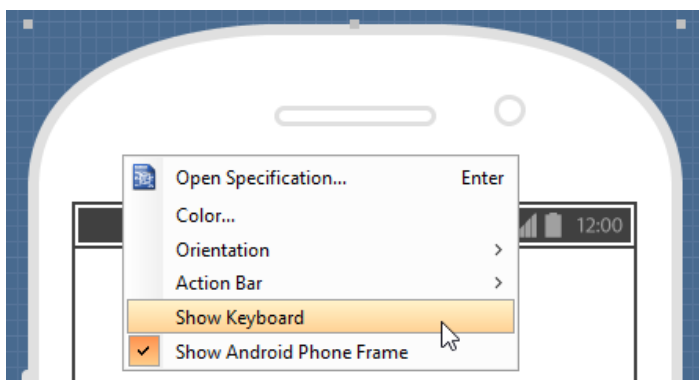 Open Specification... Enter
Color...
12:00
Orientation
Action Bar
Show Keyboard
Show Android Phone Frame